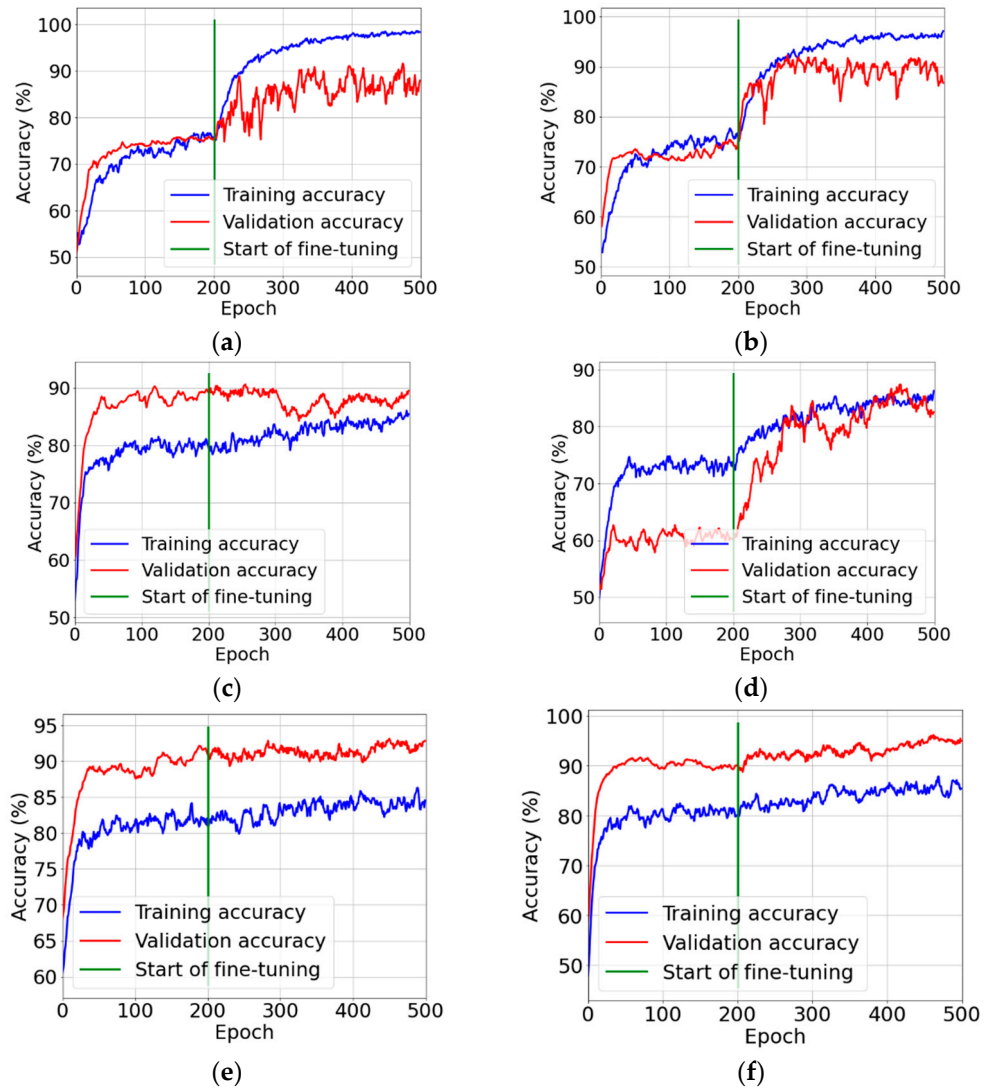 100
90
80
70
60
50
Accuracy (%)
Training accuracy
Validation accuracy
Start of fine-tuning
0 100 200 300 400 500
Epoch
(a)
100
90
80
70
60
50
Accuracy (%)
Training accuracy
Validation accuracy
Start of fine-tuning
0 100 200 300 400 500
Epoch
(b)
90
80
70
60
50
Accuracy (%)
Training accuracy
Validation accuracy
Start of fine-tuning
0 100 200 300 400 500
Epoch
(c)
90
80
70
60
50
Accuracy (%)
Training accuracy
Validation accuracy
Start of fine-tuning
0 100 200 300 400 500
Epoch
(d)
95
90
85
80
75
70
65
60
Accuracy (%)
Training accuracy
Validation accuracy
Start of fine-tuning
0 100 200 300 400 500
Epoch
(e)
100
90
80
70
60
50
Accuracy (%)
Training accuracy
Validation accuracy
Start of fine-tuning
0 100 200 300 400 500
Epoch
(f)